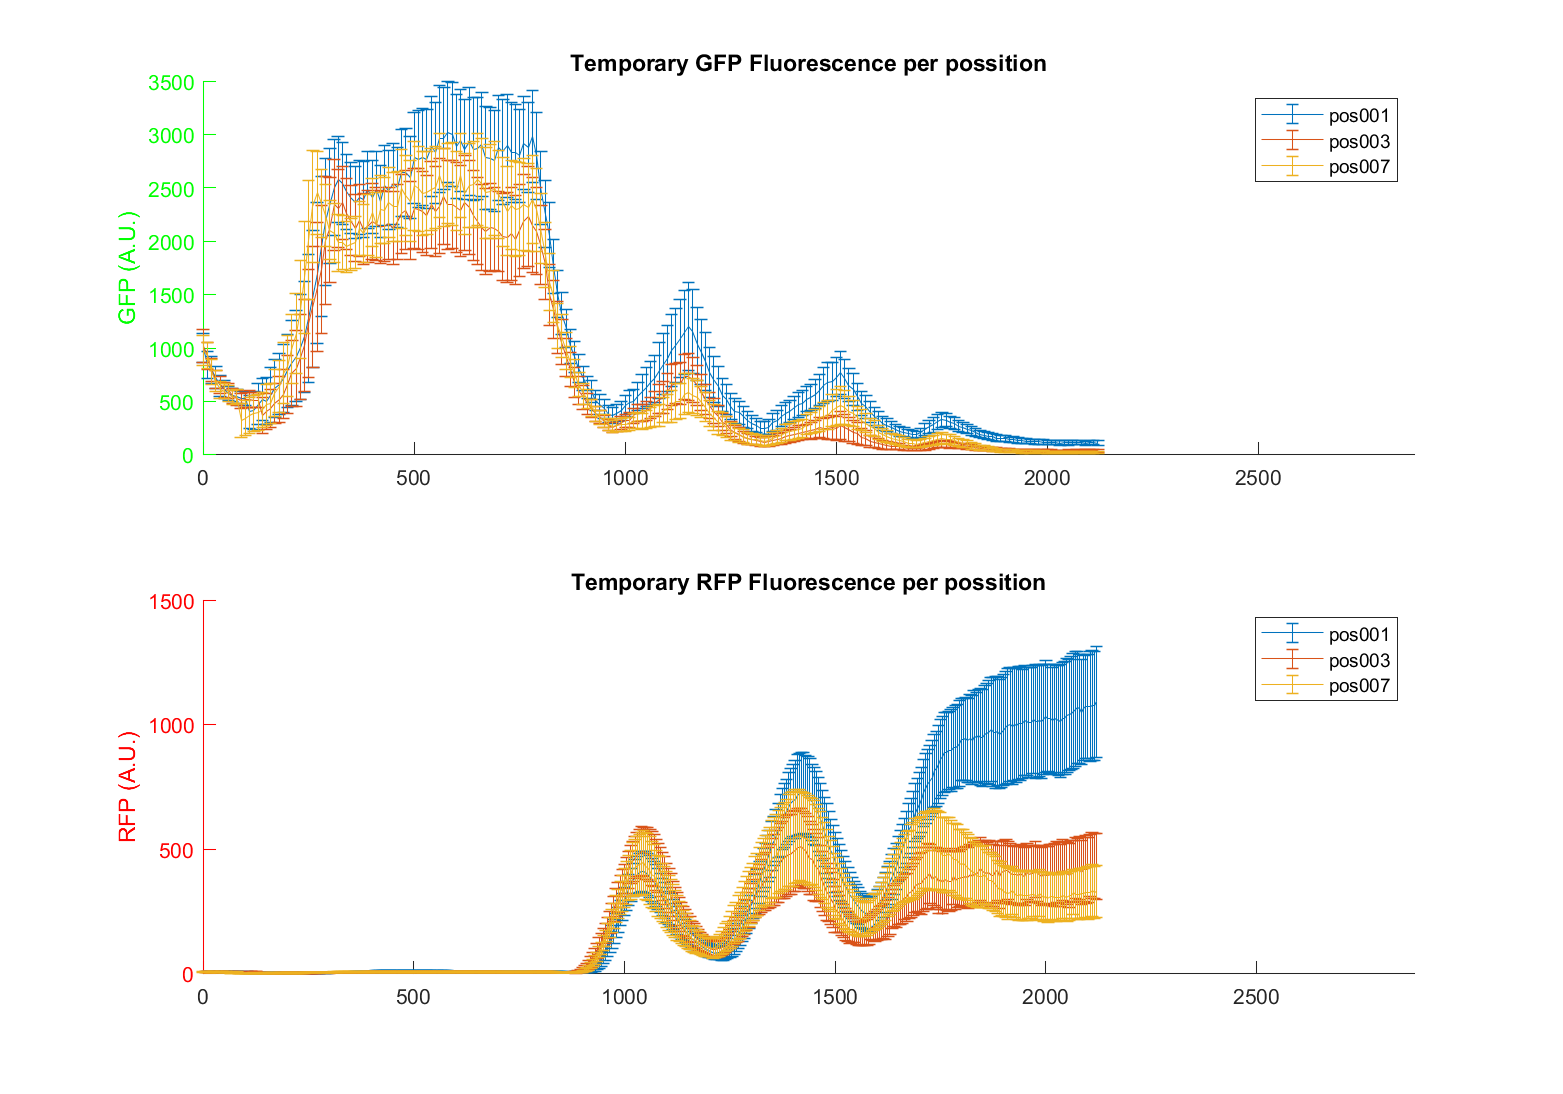 Temporary GFP Fluorescence per possition
GFP (A.U.)
3500
3000
2500
2000
1500
1000
500
0
0 500 1000 1500 2000 2500
pos001
pos003
pos007
Temporary RFP Fluorescence per possition
RFP (A.U.)
1500
1000
500
0
0 500 1000 1500 2000 2500
pos001
pos003
pos007